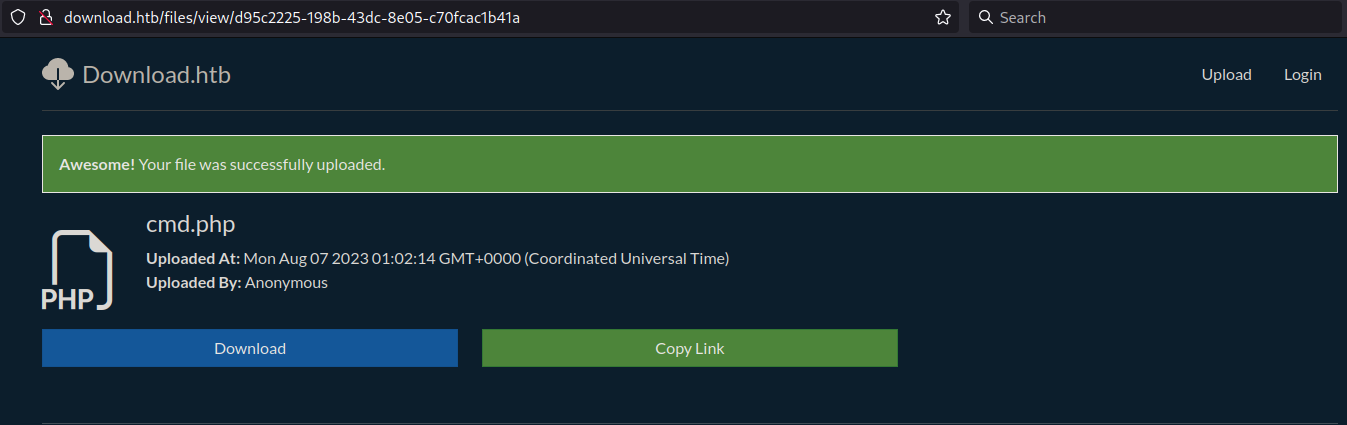 download.htb/files/view/d95c2225-198b-43dc-8e05-c70fcac1b41a
Search
Download.htb
Upload
Login
Awesome! Your file was successfully uploaded.
cmd.php
Uploaded At: Mon Aug 07 2023 01:02:14 GMT+0000 (Coordinated Universal Time)
Uploaded By: Anonymous
PHP
Download
Copy Link